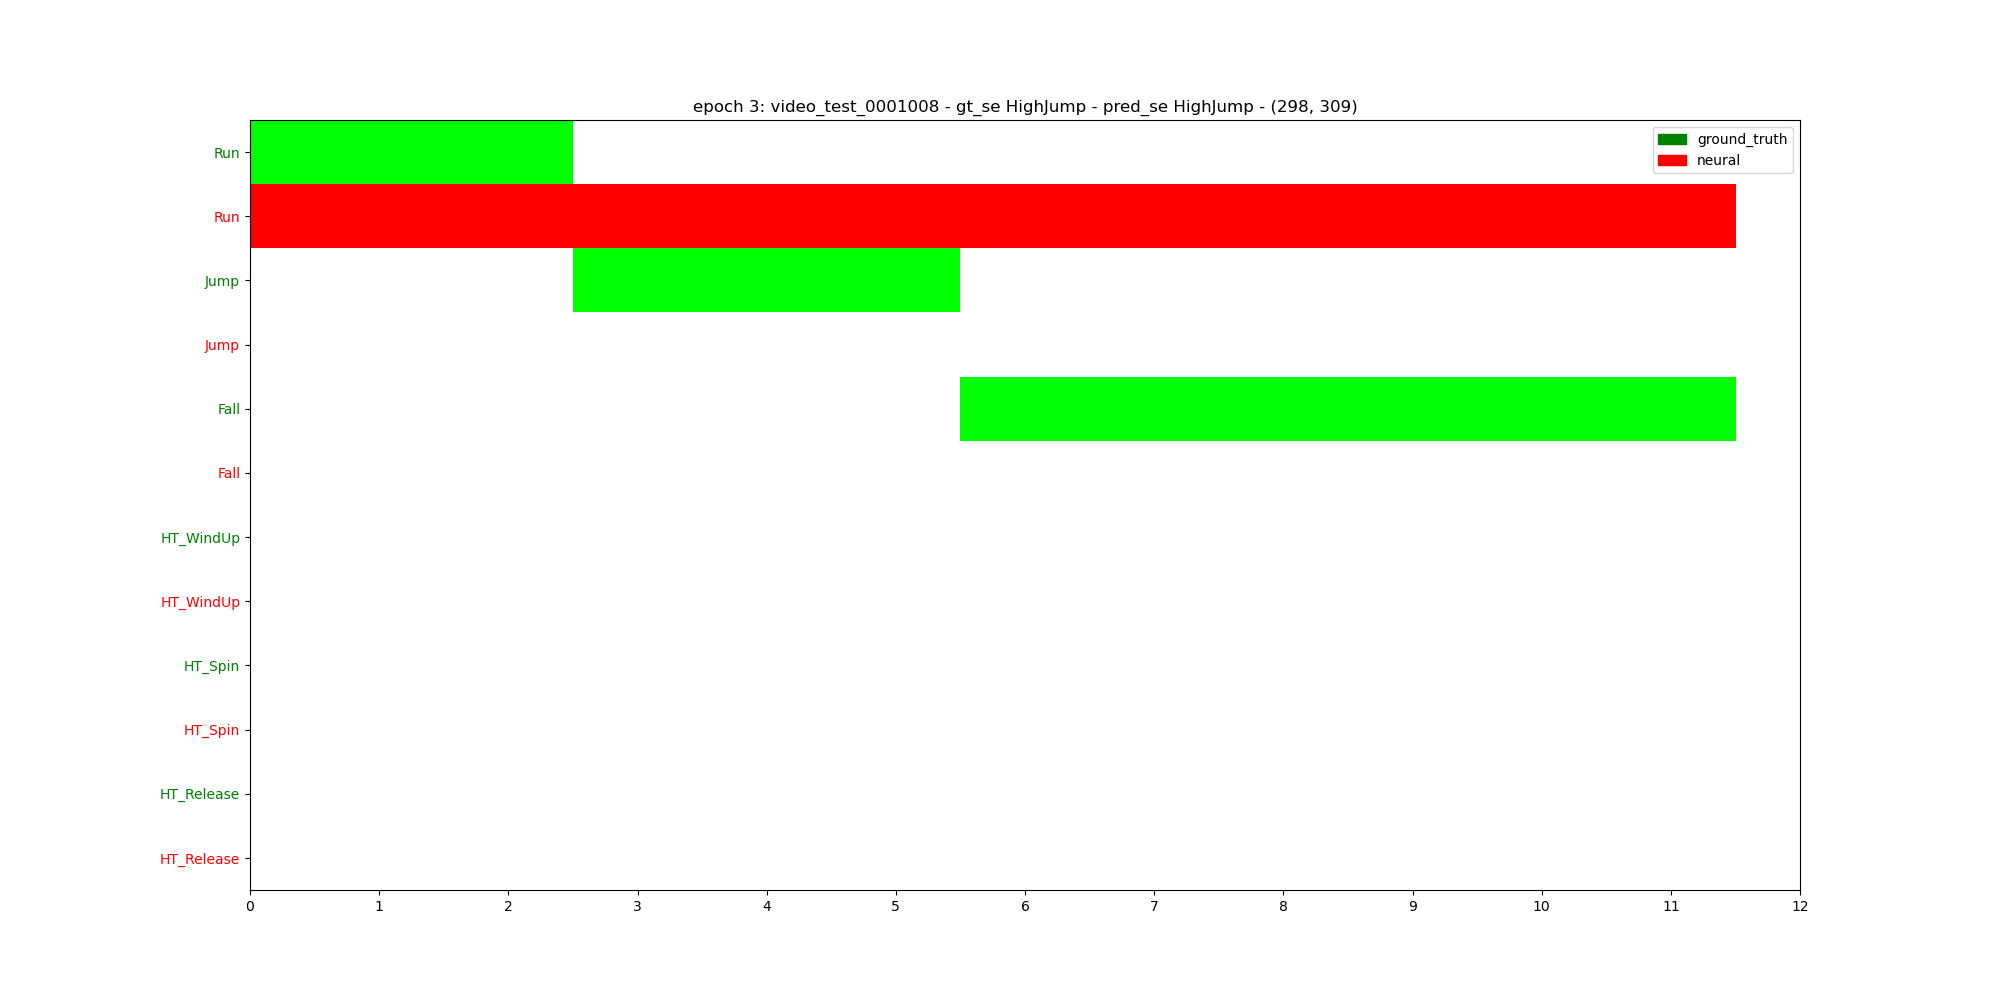 epoch 3: video_test_0001008 - gt_se HighJump - pred_se HighJump - (298, 309)
ground_truth
neural
Run
Run
Jump
Jump
Fall
Fall
HT_WindUp
HT_WindUp
HT_Spin
HT_Spin
HT_Release
HT_Release
0 1 2 3 4 5 6 7 8 9 10 11 12